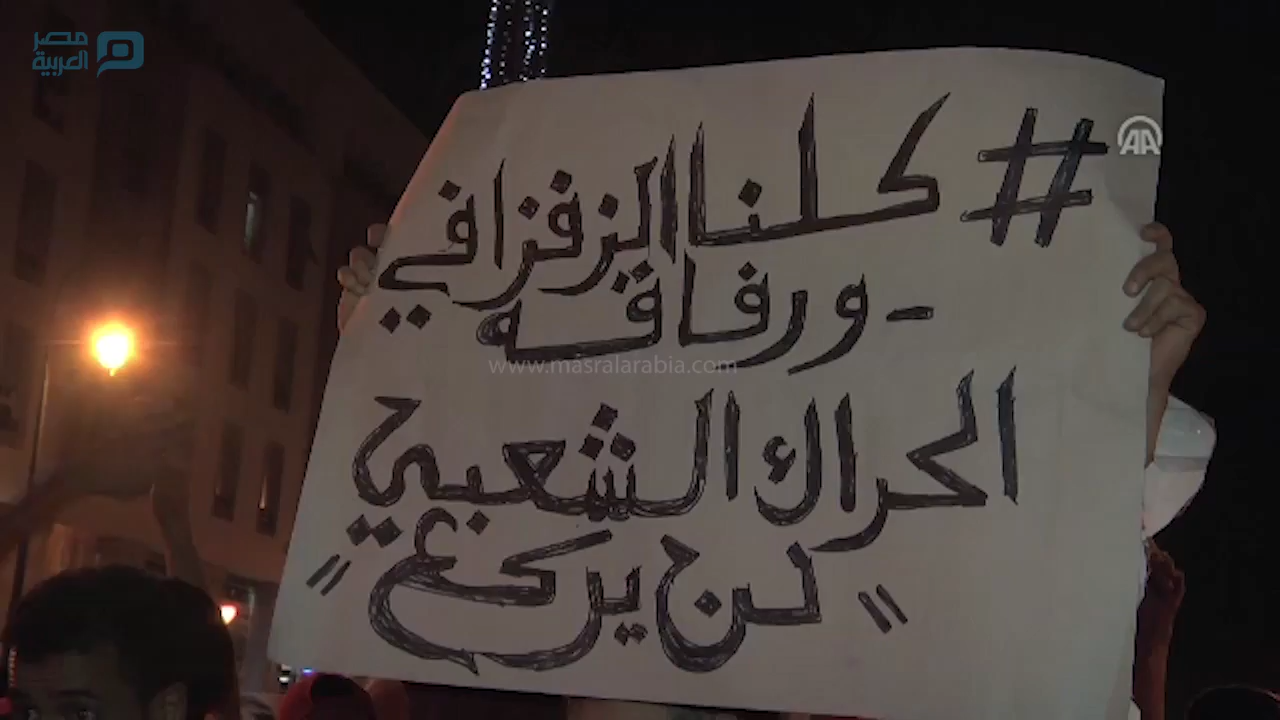 مصر
العربية
AA
# كلنا الزفزافي
- ورفاقه
www.masralarabia.com
الحراك الشعبي
"لن يركع"